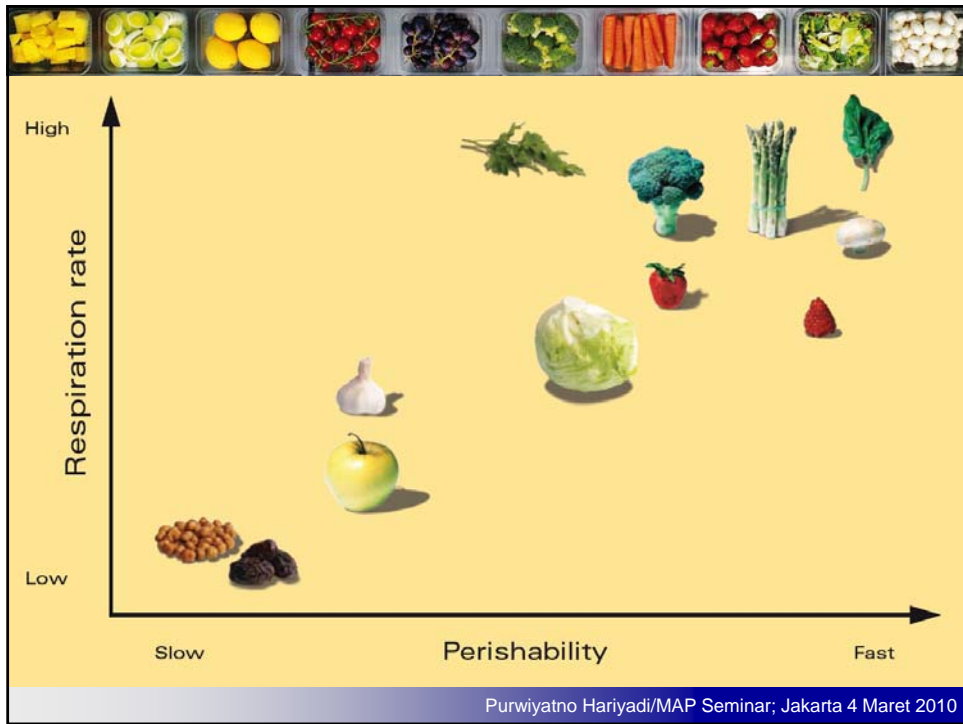 High
Respiration rate
Low
Slow
Perishability
Fast
Purwiyatno Hariyadi/MAP Seminar; Jakarta 4 Maret 2010